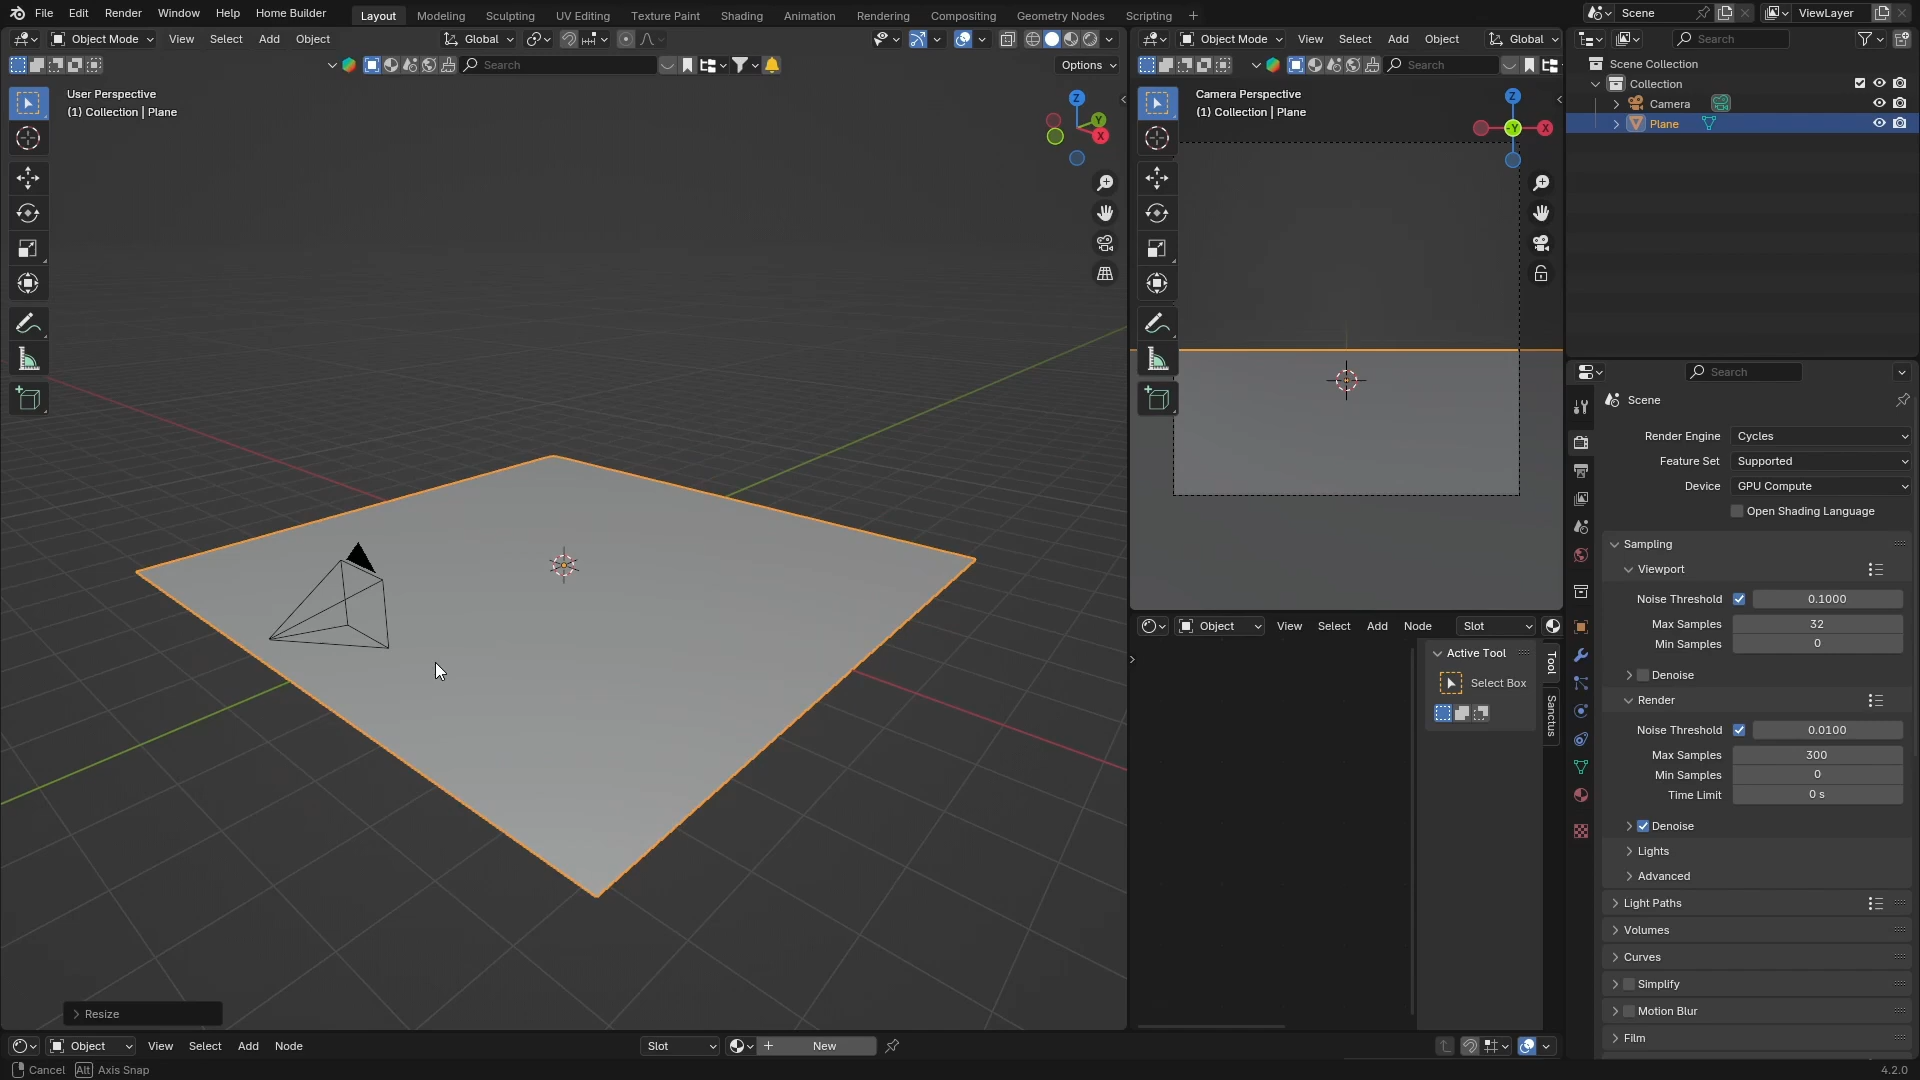 File Edit Render Window Help Home Builder Layout Modeling Sculpting UV Editing Texture Paint Shading Animation Rendering Compositing Geometry Nodes Scripting + Scene ViewLayer
Object Mode View Select Add Object Global
Object Mode View Select Add Object Global
Search
Search Options
Search
User Perspective
(1) Collection | Plane
Z
Y
X
Camera Perspective
(1) Collection | Plane
Z
-Y
X
Scene Collection
Collection
Camera
Plane
Search
Scene
Render Engine Cycles
Feature Set Supported
Device GPU Compute
Open Shading Language
Sampling
Viewport
Noise Threshold 0.1000
Max Samples 32
Min Samples 0
Denoise
Render
Noise Threshold 0.0100
Max Samples 300
Min Samples 0
Time Limit 0 s
Denoise
Lights
Advanced
Light Paths
Volumes
Curves
Simplify
Motion Blur
Film
Object View Select Add Node Slot
Active Tool
Select Box
Tool
Sanctus
Resize
Object View Select Add Node Slot New
Cancel Alt Axis Snap 4.2.0